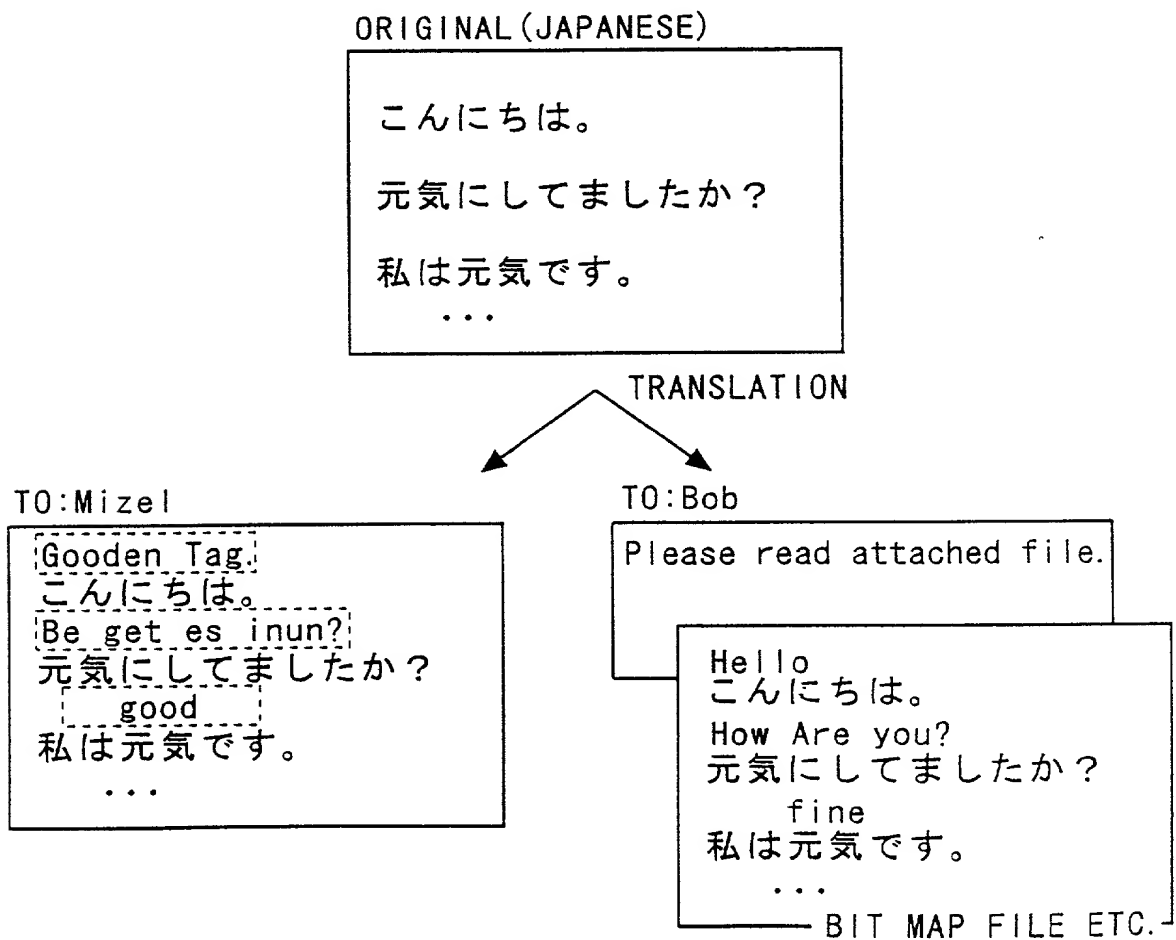 ORIGINAL(JAPANESE)
こんにちは。
元気にしてましたか？
私は元気です。
...
TRANSLATION
TO:Mizel
Gooden Tag.
こんにちは。
Be get es inun?
元気にしてましたか？
good
私は元気です。
...
TO:Bob
Please read attached file.
Hello
こんにちは。
How Are you?
元気にしてましたか？
fine
私は元気です。
...
BIT MAP FILE ETC.